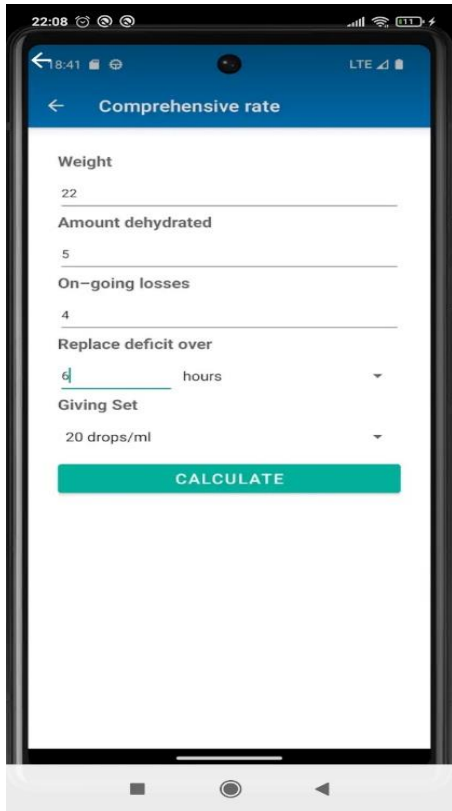 22:08
18:41 LTE
Comprehensive rate
Weight
22
Amount dehydrated
5
On-going losses
4
Replace deficit over
6 hours
Giving Set
20 drops/ml
CALCULATE